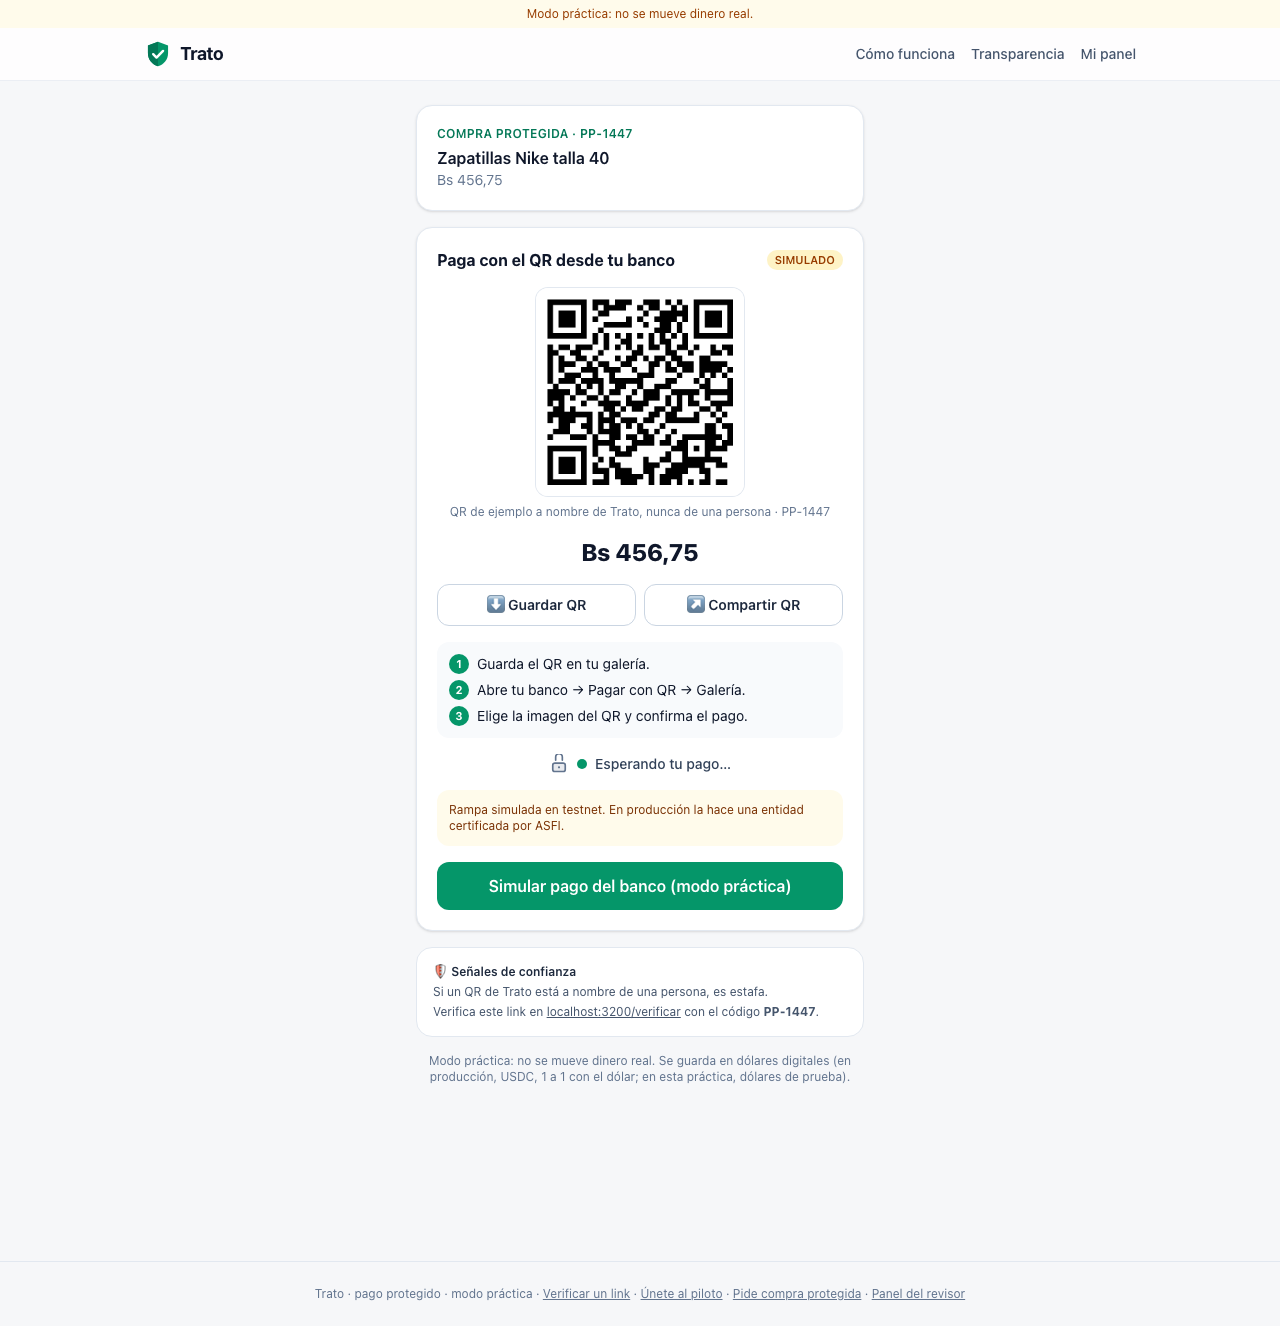 Modo práctica: no se mueve dinero real.
Trato
Cómo funciona Transparencia Mi panel
COMPRA PROTEGIDA · PP-1447
Zapatillas Nike talla 40
Bs 456,75
Paga con el QR desde tu banco
SIMULADO
QR de ejemplo a nombre de Trato, nunca de una persona · PP-1447
Bs 456,75
Guardar QR
Compartir QR
1 Guarda el QR en tu galería.
2 Abre tu banco → Pagar con QR → Galería.
3 Elige la imagen del QR y confirma el pago.
Esperando tu pago...
Rampa simulada en testnet. En producción la hace una entidad
certificada por ASFI.
Simular pago del banco (modo práctica)
Señales de confianza
Si un QR de Trato está a nombre de una persona, es estafa.
Verifica este link en localhost:3200/verificar con el código PP-1447.
Modo práctica: no se mueve dinero real. Se guarda en dólares digitales (en
producción, USDC, 1 a 1 con el dólar; en esta práctica, dólares de prueba).
Trato · pago protegido · modo práctica · Verificar un link · Únete al piloto · Pide compra protegida · Panel del revisor